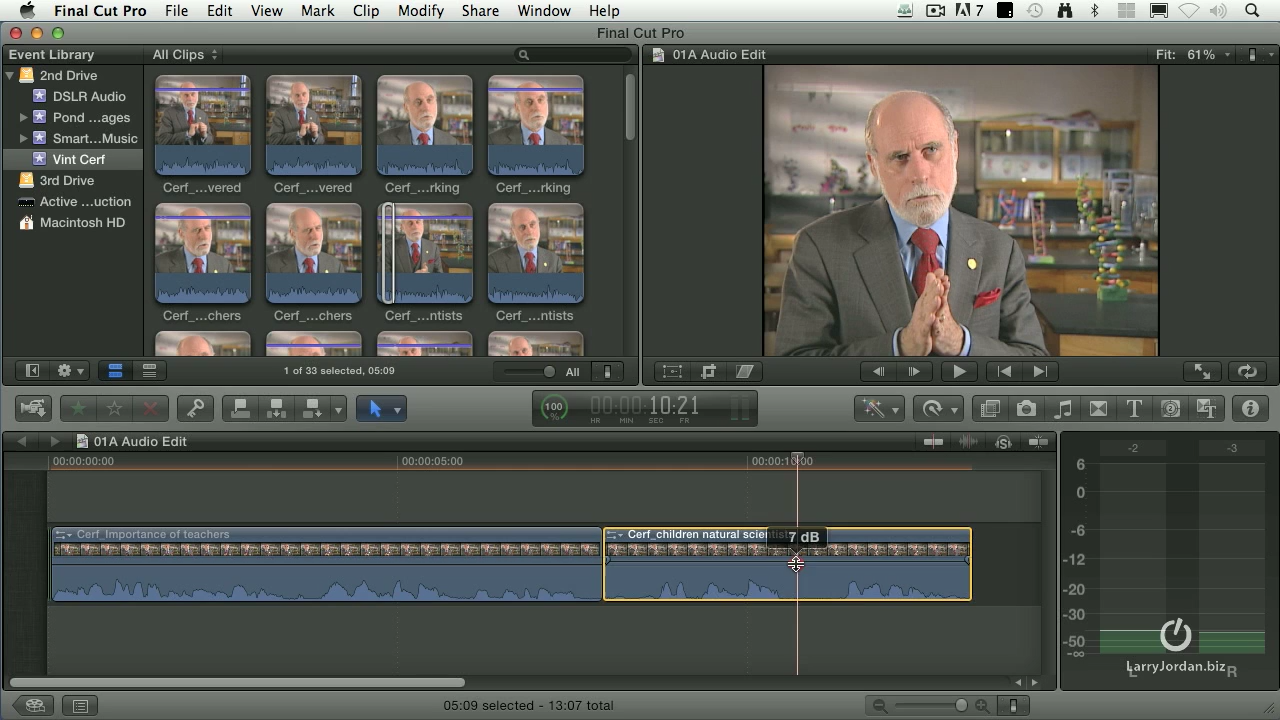 Final Cut Pro File Edit View Mark Clip Modify Share Window Help 7
Final Cut Pro
Event Library
All Clips
01A Audio Edit
Fit: 61%
2nd Drive
DSLR Audio
Pond ...ages
Smart...Music
Vint Cerf
3rd Drive
Active ...uction
Macintosh HD
Cerf_...vered
Cerf_...vered
Cerf_...rking
Cerf_...rking
Cerf_...chers
Cerf_...chers
Cerf_...ntists
Cerf_...ntists
1 of 33 selected, 05:09
All
100
%
00:00:10:21
HR MIN SEC FR
01A Audio Edit
00:00:00:00
00:00:05:00
00:00:10:00
Cerf_Importance of teachers
Cerf_children natural scientist
7 dB
-2
-3
6
0
-6
-12
-20
-30
-50
-∞
L
R
LarryJordan.biz
05:09 selected - 13:07 total